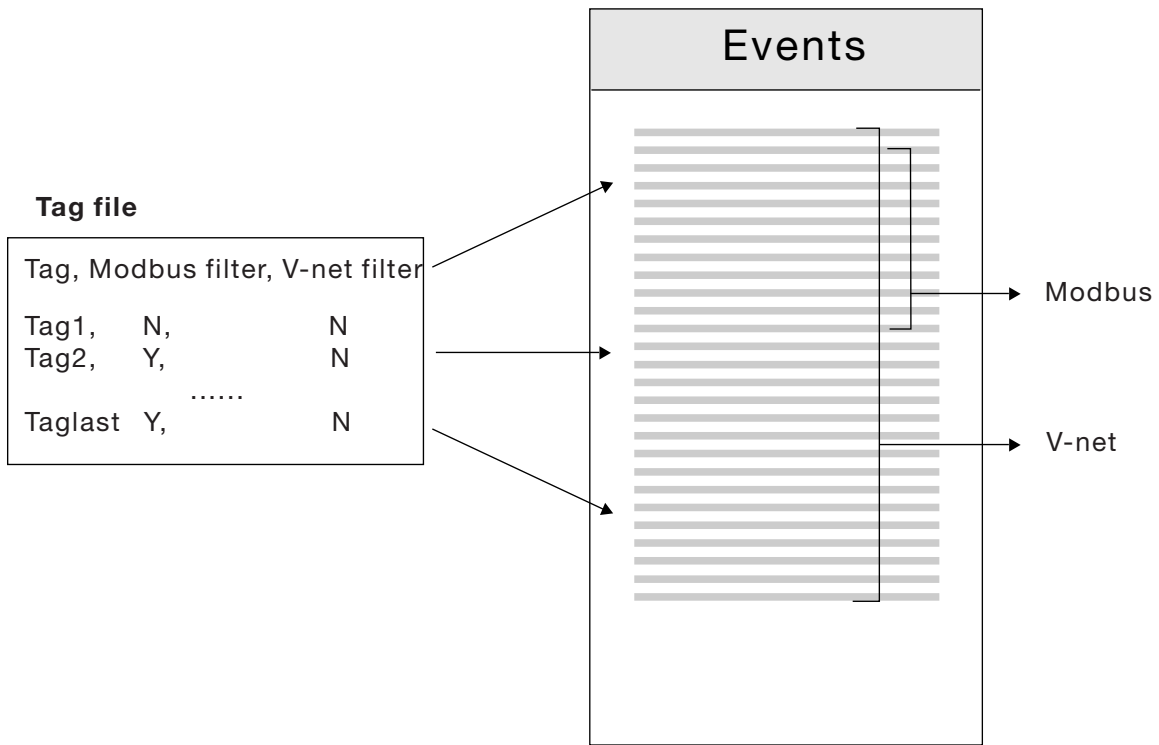 Events
Tag file
Tag, Modbus filter, V-net filter
Tag1, N, N
Tag2, Y, N
......
Taglast Y, N
Modbus
V-net